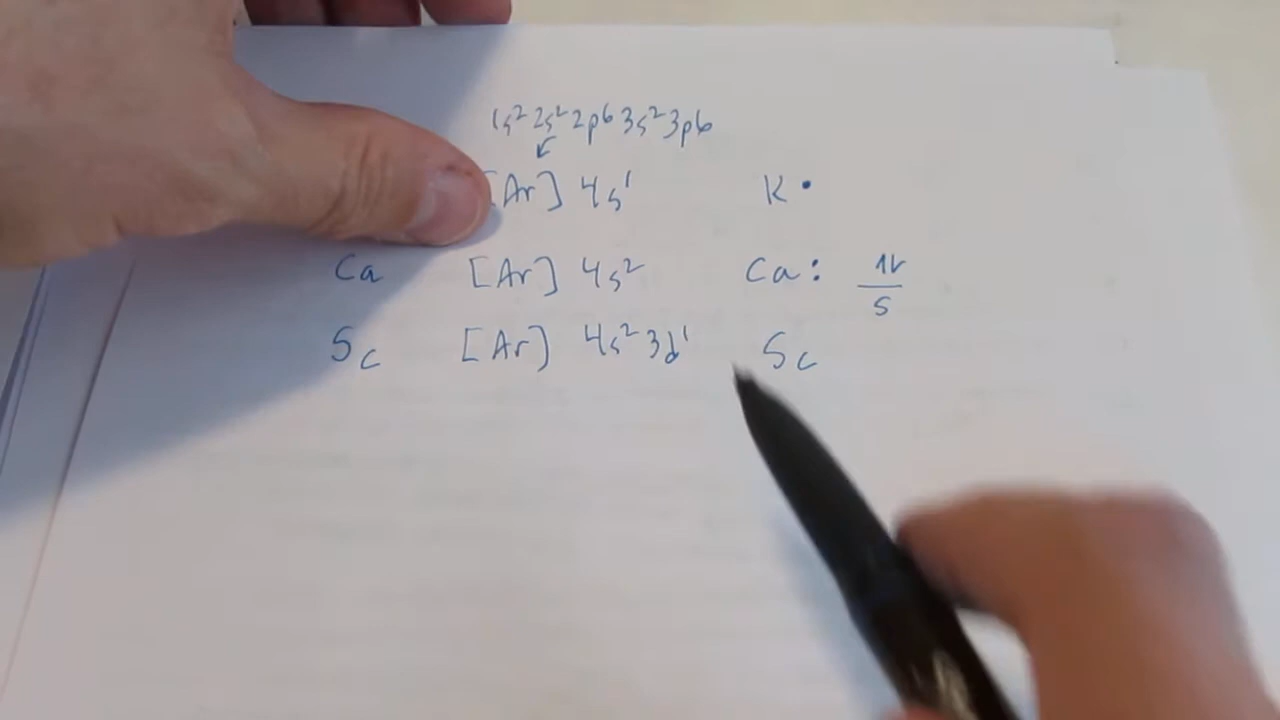 1s² 2s² 2p⁶ 3s² 3p⁶
↙
[Ar] 4s¹ K•
Ca [Ar] 4s² Ca: 1↿⇂
s
Sc [Ar] 4s² 3d¹ Sc